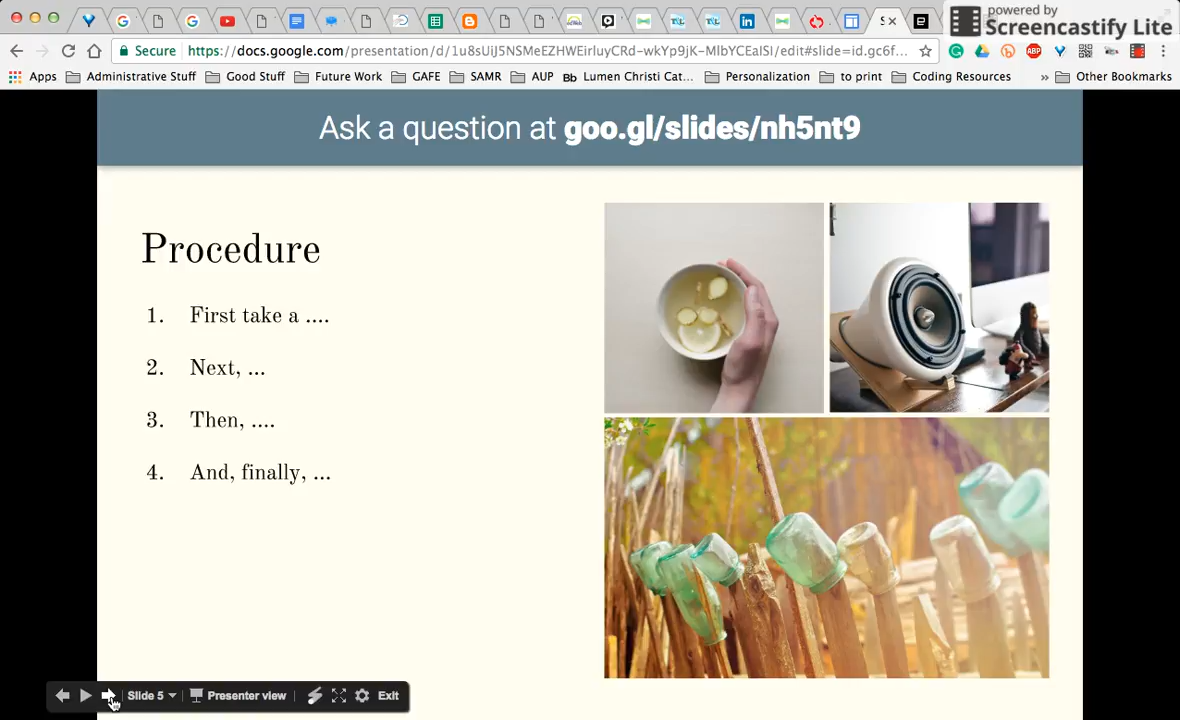 powered by
Screencastify Lite
S
Secure
https://docs.google.com/presentation/d/1u8sUiJ5NSMeEZHWEirluyCRd-wkYp9jK-MlbYCEalSI/edit#slide=id.gc6f...
Apps
Administrative Stuff
Good Stuff
Future Work
GAFE
SAMR
AUP
Bb Lumen Christi Cat...
Personalization
to print
Coding Resources
»
Other Bookmarks
Ask a question at goo.gl/slides/nh5nt9
Procedure
1. First take a ....
2. Next, ...
3. Then, ....
4. And, finally, ...
Slide 5
Presenter view
Exit